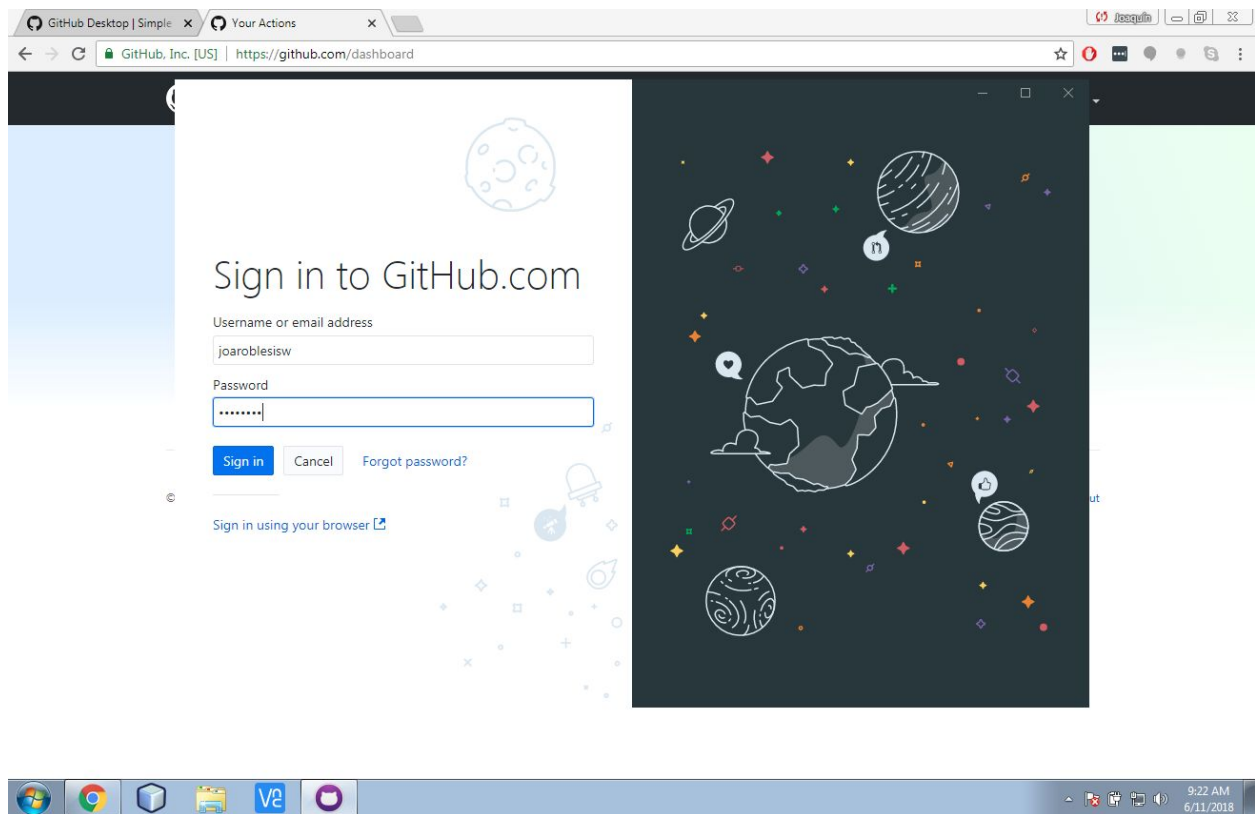 GitHub Desktop | Simple
Your Actions
Joaquín
GitHub, Inc. [US] | https://github.com/dashboard
Sign in to GitHub.com
Username or email address
joaroblesisw
Password
••••••••
Sign in Cancel Forgot password?
©
ut
Sign in using your browser
V2
9:22 AM
6/11/2018